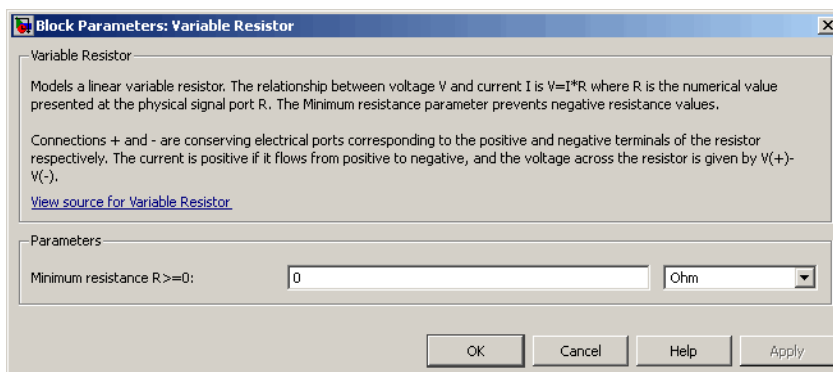 Block Parameters: Variable Resistor
Variable Resistor
Models a linear variable resistor. The relationship between voltage V and current I is V=I*R where R is the numerical value
presented at the physical signal port R. The Minimum resistance parameter prevents negative resistance values.
Connections + and - are conserving electrical ports corresponding to the positive and negative terminals of the resistor
respectively. The current is positive if it flows from positive to negative, and the voltage across the resistor is given by V(+)-
V(-).
View source for Variable Resistor
Parameters
Minimum resistance R>=0: 0 Ohm
OK Cancel Help Apply